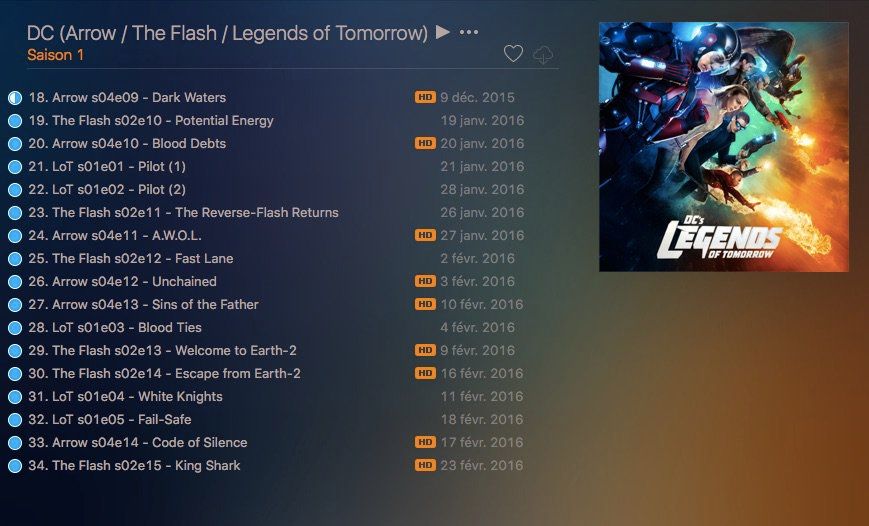 DC (Arrow / The Flash / Legends of Tomorrow)
Saison 1
18. Arrow s04e09 - Dark Waters HD 9 déc. 2015
19. The Flash s02e10 - Potential Energy 19 janv. 2016
20. Arrow s04e10 - Blood Debts HD 20 janv. 2016
21. LoT s01e01 - Pilot (1) 21 janv. 2016
22. LoT s01e02 - Pilot (2) 28 janv. 2016
23. The Flash s02e11 - The Reverse-Flash Returns 26 janv. 2016
24. Arrow s04e11 - A.W.O.L. HD 27 janv. 2016
25. The Flash s02e12 - Fast Lane 2 févr. 2016
26. Arrow s04e12 - Unchained HD 3 févr. 2016
27. Arrow s04e13 - Sins of the Father HD 10 févr. 2016
28. LoT s01e03 - Blood Ties 4 févr. 2016
29. The Flash s02e13 - Welcome to Earth-2 HD 9 févr. 2016
30. The Flash s02e14 - Escape from Earth-2 HD 16 févr. 2016
31. LoT s01e04 - White Knights 11 févr. 2016
32. LoT s01e05 - Fail-Safe 18 févr. 2016
33. Arrow s04e14 - Code of Silence HD 17 févr. 2016
34. The Flash s02e15 - King Shark HD 23 févr. 2016
DC's
LEGENDS
OF TOMORROW